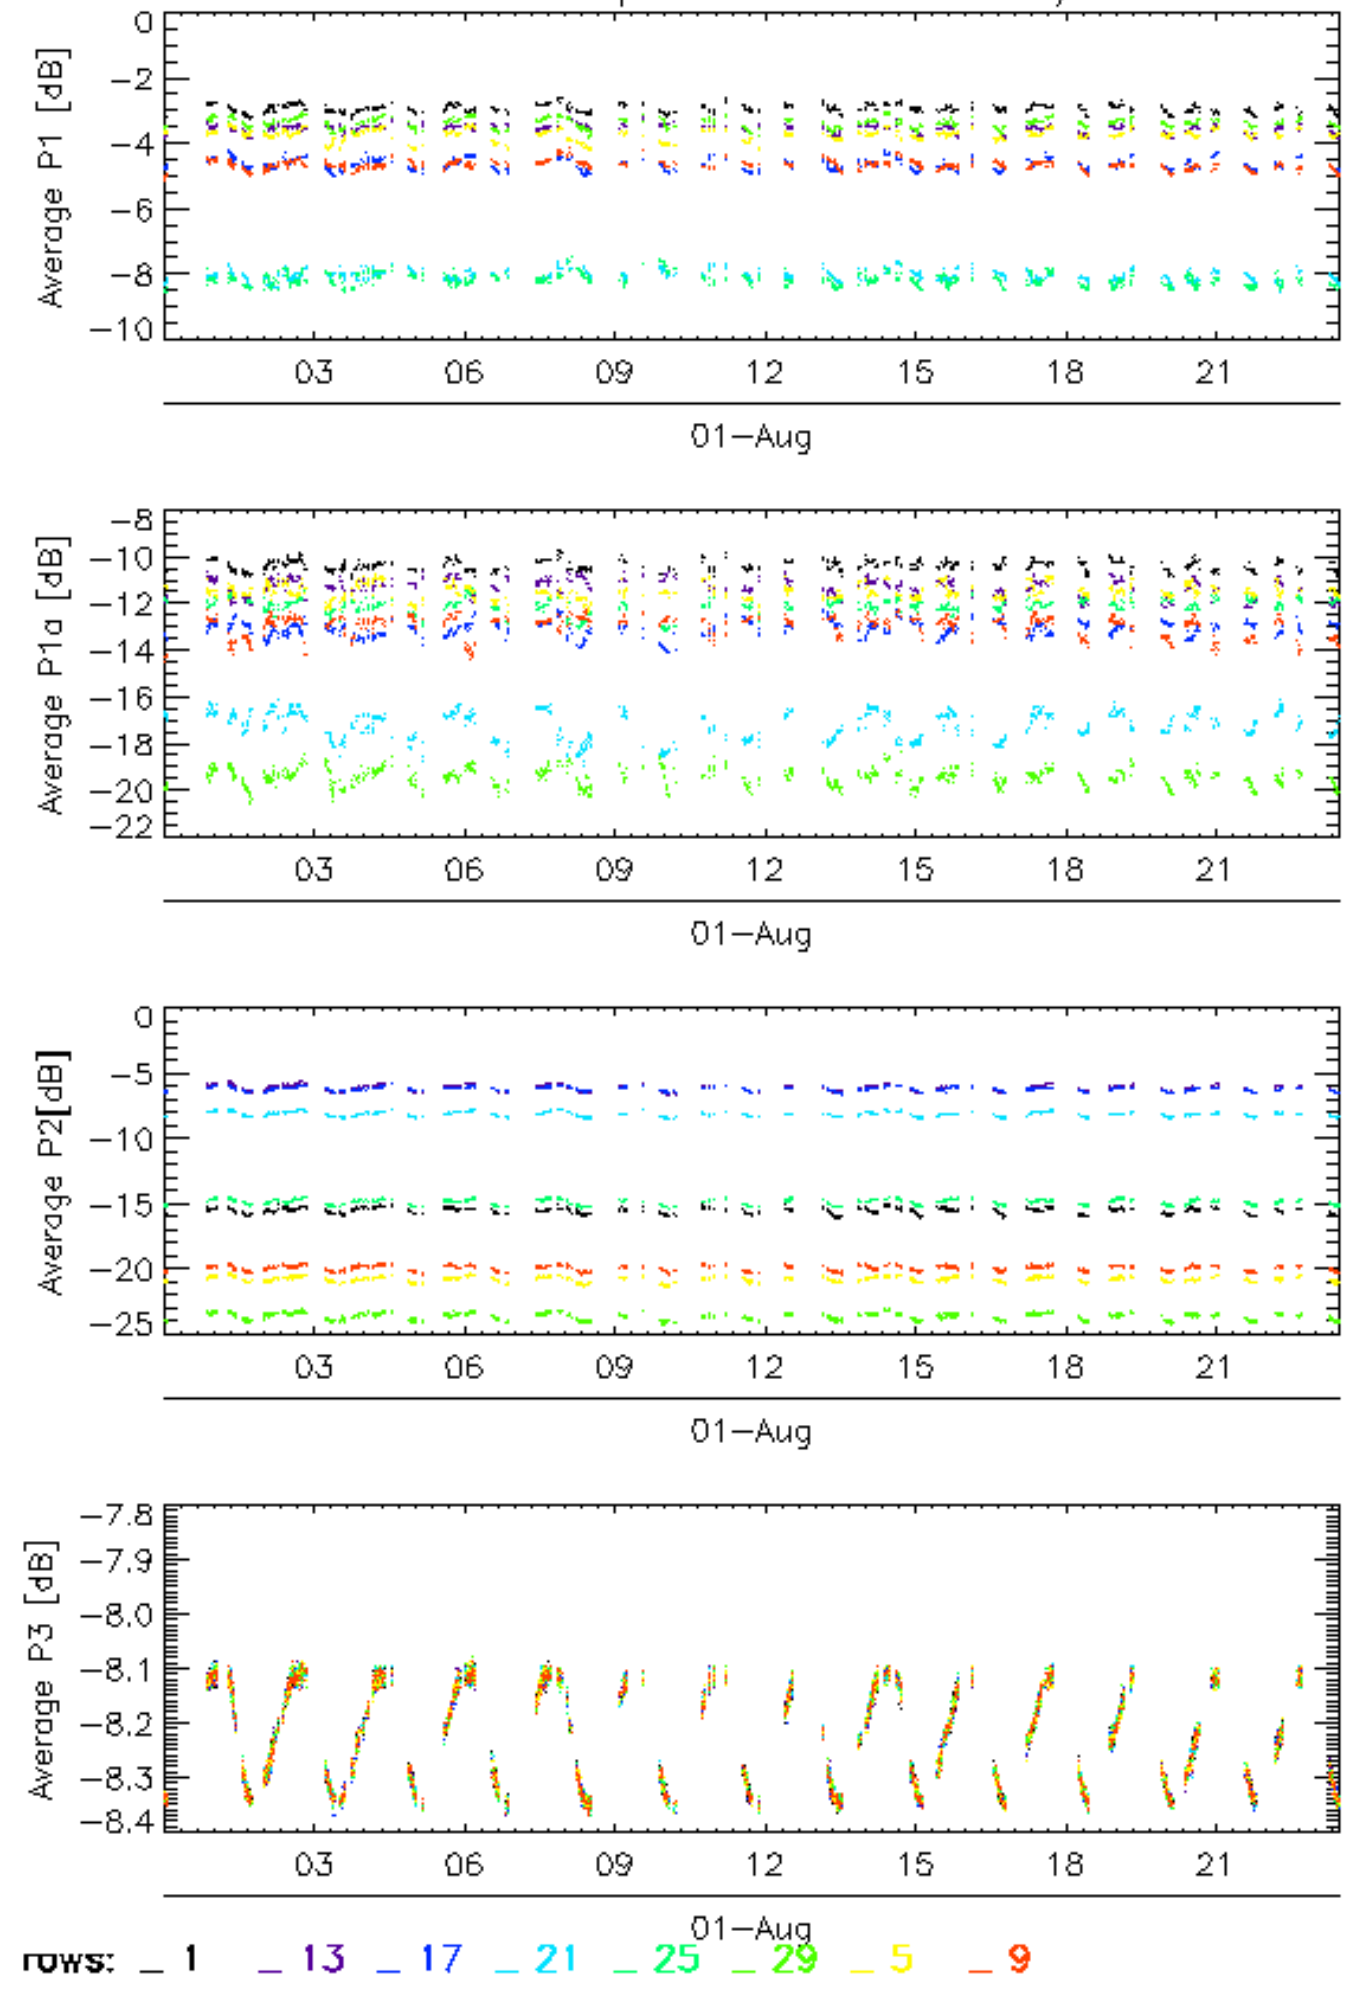 Average P1 [dB]
0
−2
−4
−6
−8
−10
03 06 09 12 15 18 21
01−Aug
Average P1a [dB]
−8
−10
−12
−14
−16
−18
−20
−22
03 06 09 12 15 18 21
01−Aug
Average P2[dB]
0
−5
−10
−15
−20
−25
03 06 09 12 15 18 21
01−Aug
Average P3 [dB]
−7.8
−7.9
−8.0
−8.1
−8.2
−8.3
−8.4
03 06 09 12 15 18 21
01−Aug
rows: _ 1 _ 13 _ 17 _ 21 _ 25 _ 29 _ 5 _ 9